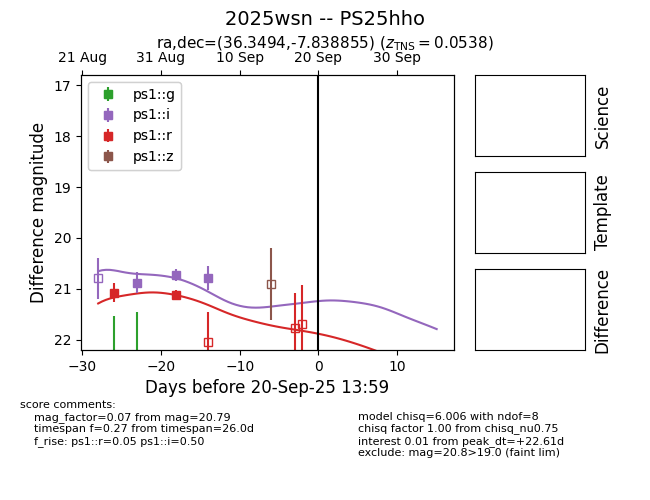 2025wsn -- PS25hho
ra,dec=(36.3494,-7.838855) (z_TNS = 0.0538)
21 Aug 31 Aug 10 Sep 20 Sep 30 Sep
ps1::g
ps1::i
ps1::r
ps1::z
17
18
19
20
21
22
Difference magnitude
−30 −20 −10 0 10
Days before 20-Sep-25 13:59
Science
Template
Difference
score comments:
mag_factor=0.07 from mag=20.79
timespan f=0.27 from timespan=26.0d
f_rise: ps1::r=0.05 ps1::i=0.50
model chisq=6.006 with ndof=8
chisq factor 1.00 from chisq_nu0.75
interest 0.01 from peak_dt=+22.61d
exclude: mag=20.8>19.0 (faint lim)